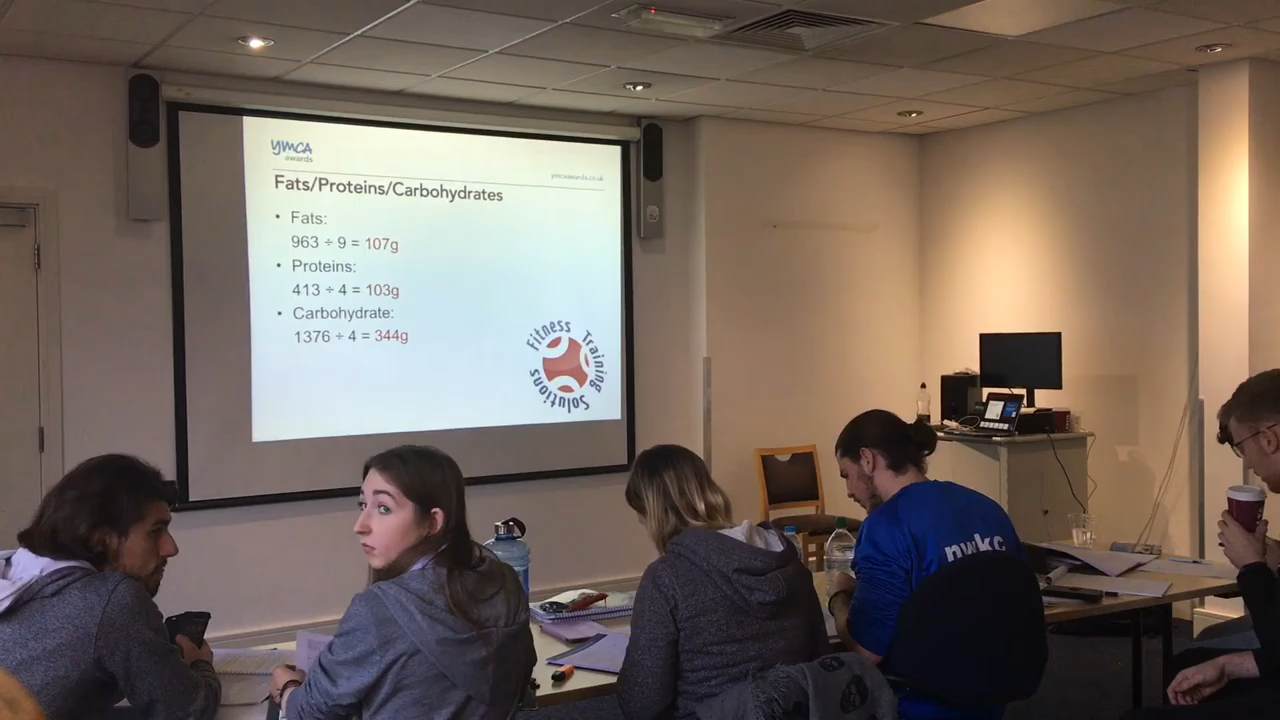 YMCA
awards
ymcaawards.co.uk
Fats/Proteins/Carbohydrates
• Fats:
963 ÷ 9 = 107g
• Proteins:
413 ÷ 4 = 103g
• Carbohydrate:
1376 ÷ 4 = 344g
Fitness Training Solutions
nwkc